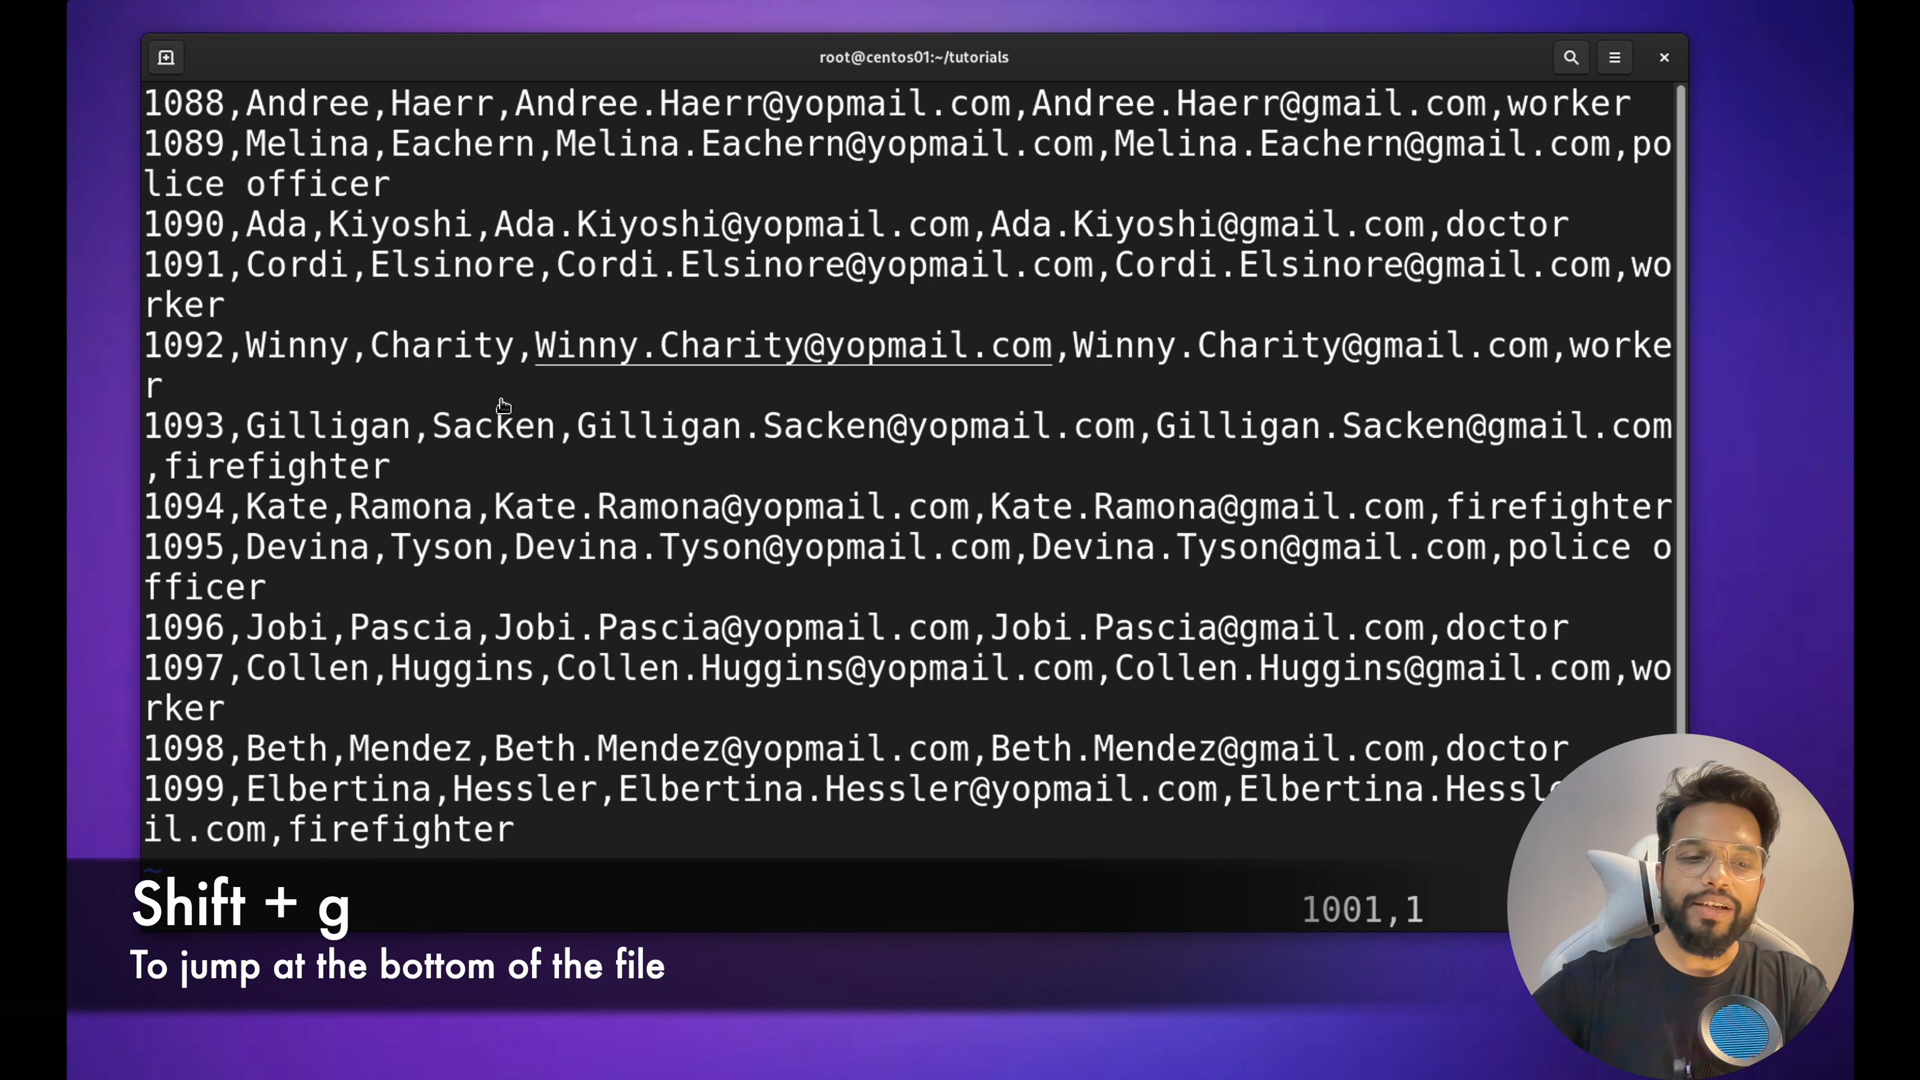 root@centos01:~/tutorials
1088,Andree,Haerr,Andree.Haerr@yopmail.com,Andree.Haerr@gmail.com,worker
1089,Melina,Eachern,Melina.Eachern@yopmail.com,Melina.Eachern@gmail.com,po
lice officer
1090,Ada,Kiyoshi,Ada.Kiyoshi@yopmail.com,Ada.Kiyoshi@gmail.com,doctor
1091,Cordi,Elsinore,Cordi.Elsinore@yopmail.com,Cordi.Elsinore@gmail.com,wo
rker
1092,Winny,Charity,Winny.Charity@yopmail.com,Winny.Charity@gmail.com,worke
r
1093,Gilligan,Sacken,Gilligan.Sacken@yopmail.com,Gilligan.Sacken@gmail.com
,firefighter
1094,Kate,Ramona,Kate.Ramona@yopmail.com,Kate.Ramona@gmail.com,firefighter
1095,Devina,Tyson,Devina.Tyson@yopmail.com,Devina.Tyson@gmail.com,police o
fficer
1096,Jobi,Pascia,Jobi.Pascia@yopmail.com,Jobi.Pascia@gmail.com,doctor
1097,Collen,Huggins,Collen.Huggins@yopmail.com,Collen.Huggins@gmail.com,wo
rker
1098,Beth,Mendez,Beth.Mendez@yopmail.com,Beth.Mendez@gmail.com,doctor
1099,Elbertina,Hessler,Elbertina.Hessler@yopmail.com,Elbertina.Hessl
il.com,firefighter
~
Shift + g
1001,1
To jump at the bottom of the file